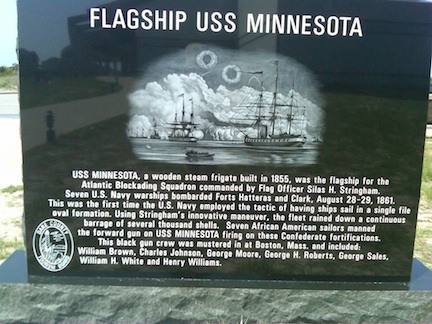 FLAGSHIP USS MINNESOTA
USS MINNESOTA, a wooden steam frigate built in 1855, was the flagship for the
Atlantic Blockading Squadron commanded by Flag Officer Silas H. Stringham.
Seven U.S. Navy warships bombarded Forts Hatteras and Clark, August 28-29, 1861.
This was the first time the U.S. Navy employed the tactic of having ships sail in a single file
oval formation. Using Stringham's innovative maneuver, the fleet rained down a continuous
barrage of several thousand shells. Seven African American sailors manned
the forward gun on USS MINNESOTA firing on these Confederate fortifications.
This black gun crew was mustered in at Boston, Mass. and included:
William Brown, Charles Johnson, George Moore, George H. Roberts, George Sales,
William H. White and Henry Williams.